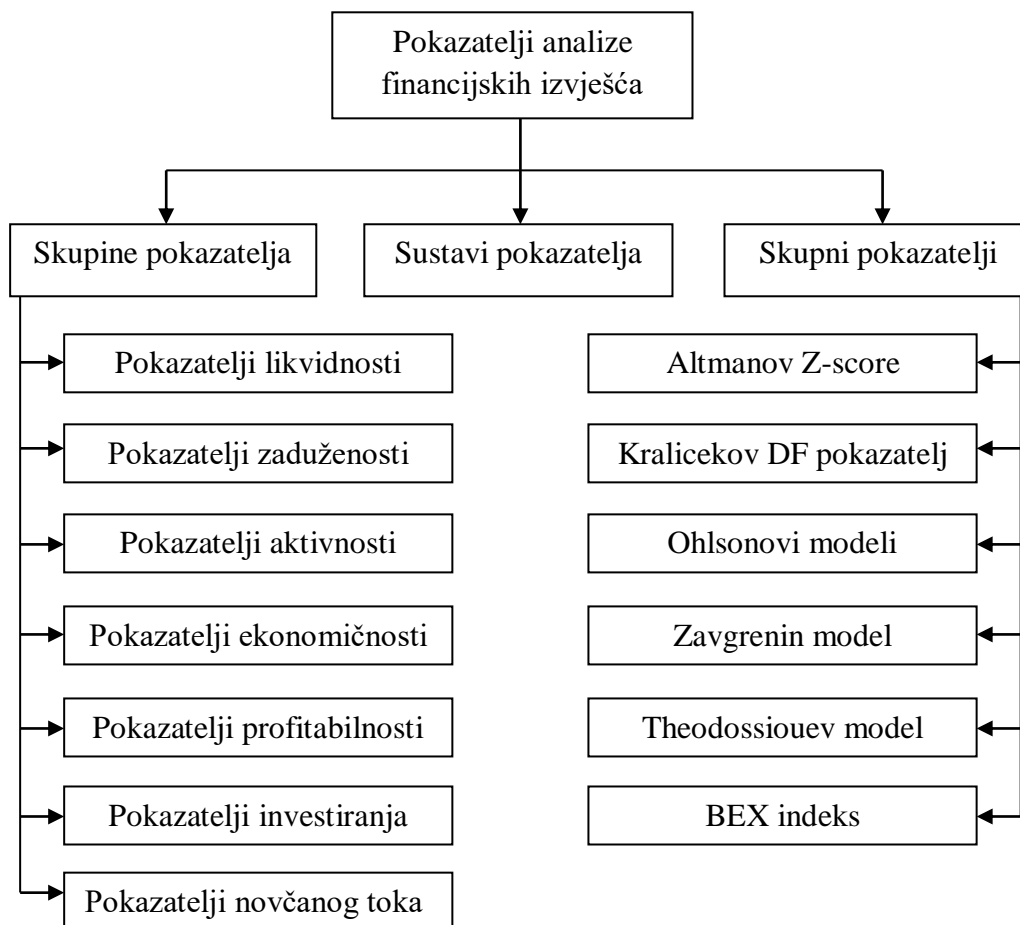 Pokazatelji analize
financijskih izvješća
Skupine pokazatelja
Sustavi pokazatelja
Skupni pokazatelji
Pokazatelji likvidnosti
Pokazatelji zaduženosti
Pokazatelji aktivnosti
Pokazatelji ekonomičnosti
Pokazatelji profitabilnosti
Pokazatelji investiranja
Pokazatelji novčanog toka
Altmanov Z-score
Kralicekov DF pokazatelj
Ohlsonovi modeli
Zavgrenin model
Theodossiouev model
BEX indeks